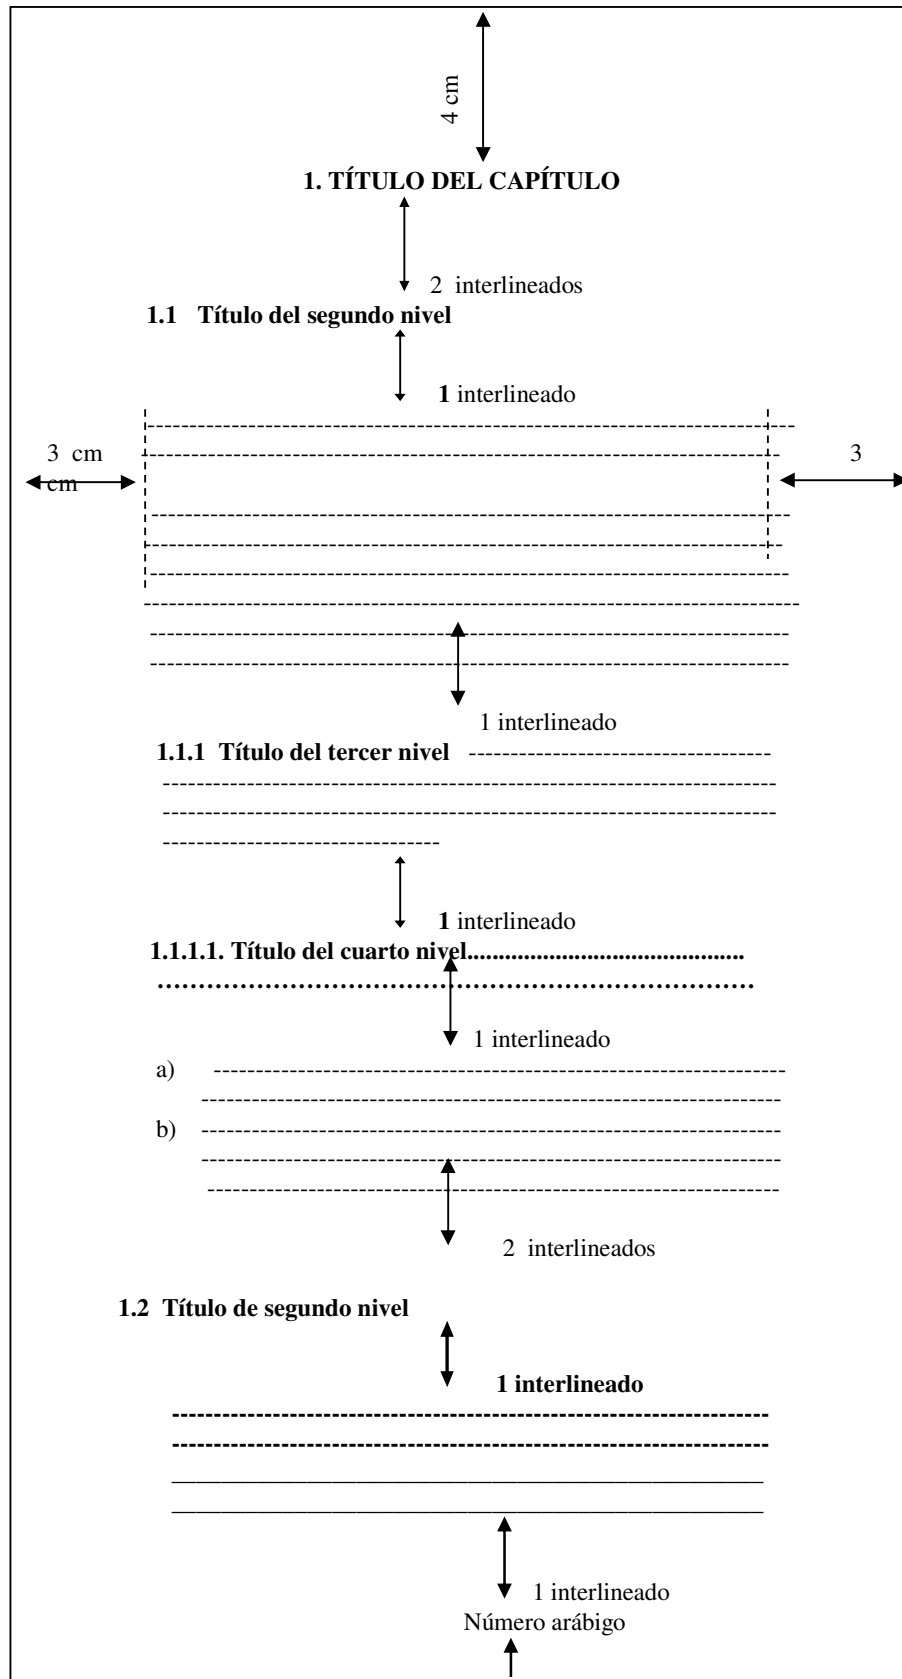 4 cm
1. TÍTULO DEL CAPÍTULO
2 interlineados
1.1 Título del segundo nivel
1 interlineado
3 cm 3
cm
1 interlineado
1.1.1 Título del tercer nivel
1 interlineado
1.1.1.1. Título del cuarto nivel
1 interlineado
a)
b)
2 interlineados
1.2 Título de segundo nivel
1 interlineado
1 interlineado
Número arábigo